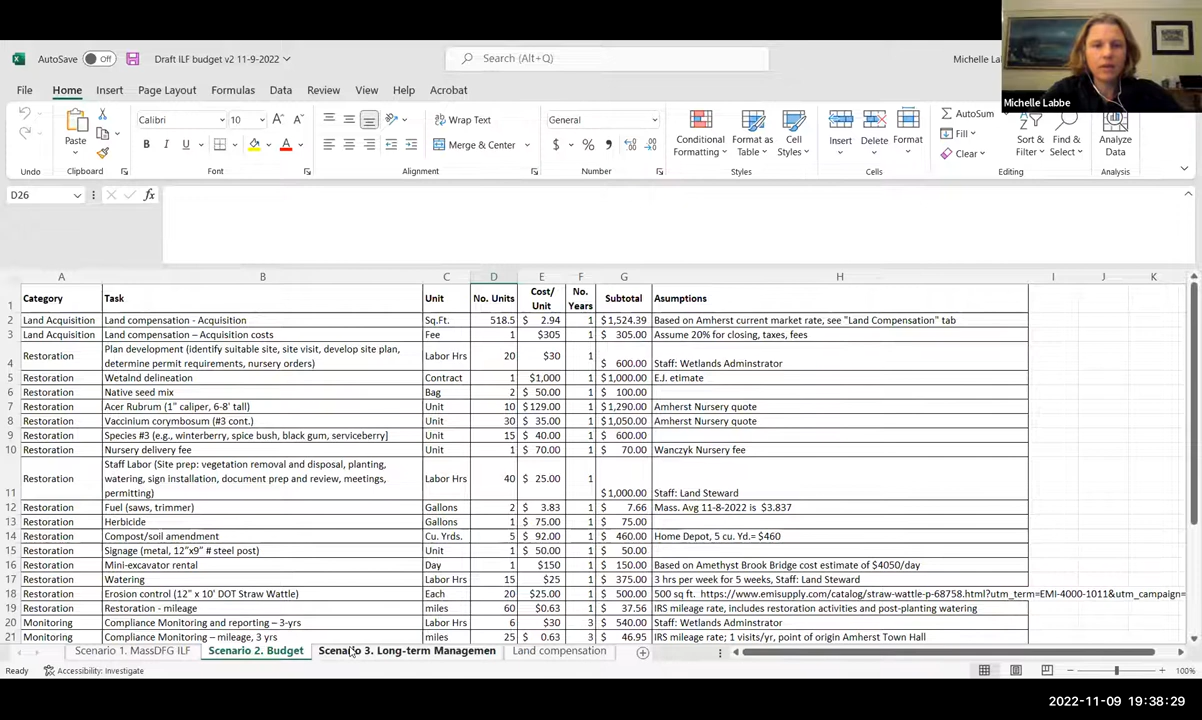 AutoSave Off Draft ILF budget v2 11-9-2022 Search (Alt+Q) Michelle La
Michelle Labbe
File Home Insert Page Layout Formulas Data Review View Help Acrobat
Calibri 10 Wrap Text General AutoSum
Paste Merge & Center Conditional Formatting Format as Table Cell Styles Insert Delete Format Fill Clear Sort & Filter Find & Select Analyze Data
Undo Clipboard Font Alignment Number Styles Cells Editing Analysis
D26 fx
A B C D E F G H I J K
1 Category Task Unit No. Units Cost/ Unit No. Years Subtotal Asumptions
2 Land Acquisition Land compensation - Acquisition Sq.Ft. 518.5 $ 2.94 1 $1,524.39 Based on Amherst current market rate, see "Land Compensation" tab
3 Land Acquisition Land compensation – Acquisition costs Fee 1 $305 1 $ 305.00 Assume 20% for closing, taxes, fees
4 Restoration Plan development (identify suitable site, site visit, develop site plan, determine permit requirements, nursery orders) Labor Hrs 20 $30 1 $ 600.00 Staff: Wetlands Adminstrator
5 Restoration Wetalnd delineation Contract 1 $1,000 1 $1,000.00 E.J. etimate
6 Restoration Native seed mix Bag 2 $ 50.00 1 $ 100.00
7 Restoration Acer Rubrum (1" caliper, 6-8' tall) Unit 10 $129.00 1 $1,290.00 Amherst Nursery quote
8 Restoration Vaccinium corymbosum (#3 cont.) Unit 30 $ 35.00 1 $1,050.00 Amherst Nursery quote
9 Restoration Species #3 (e.g., winterberry, spice bush, black gum, serviceberry] Unit 15 $ 40.00 1 $ 600.00
10 Restoration Nursery delivery fee Unit 1 $ 70.00 1 $ 70.00 Wanczyk Nursery fee
11 Restoration Staff Labor (Site prep: vegetation removal and disposal, planting, watering, sign installation, document prep and review, meetings, permitting) Labor Hrs 40 $ 25.00 1 $1,000.00 Staff: Land Steward
12 Restoration Fuel (saws, trimmer) Gallons 2 $ 3.83 1 $ 7.66 Mass. Avg 11-8-2022 is $3.837
13 Restoration Herbicide Gallons 1 $ 75.00 1 $ 75.00
14 Restoration Compost/soil amendment Cu. Yrds. 5 $ 92.00 1 $ 460.00 Home Depot, 5 cu. Yd.= $460
15 Restoration Signage (metal, 12"x9" # steel post) Unit 1 $ 50.00 1 $ 50.00
16 Restoration Mini-excavator rental Day 1 $150 1 $ 150.00 Based on Amethyst Brook Bridge cost estimate of $4050/day
17 Restoration Watering Labor Hrs 15 $25 1 $ 375.00 3 hrs per week for 5 weeks, Staff: Land Steward
18 Restoration Erosion control (12" x 10' DOT Straw Wattle) Each 20 $25.00 1 $ 500.00 500 sq ft. https://www.emisupply.com/catalog/straw-wattle-p-68758.html?utm_term=EMI-4000-1011&utm_campaign=
19 Restoration Restoration - mileage miles 60 $0.63 1 $ 37.56 IRS mileage rate, includes restoration activities and post-planting watering
20 Monitoring Compliance Monitoring and reporting – 3-yrs Labor Hrs 6 $30 3 $ 540.00 Staff: Wetlands Adminstrator
21 Monitoring Compliance Monitoring – mileage, 3 yrs miles 25 $ 0.63 3 $ 46.95 IRS mileage rate; 1 visits/yr, point of origin Amherst Town Hall
Scenario 1. MassDFG ILF Scenario 2. Budget Scenario 3. Long-term Managemen Land compensation
Ready Accessibility: Investigate 100%
2022-11-09 19:38:29